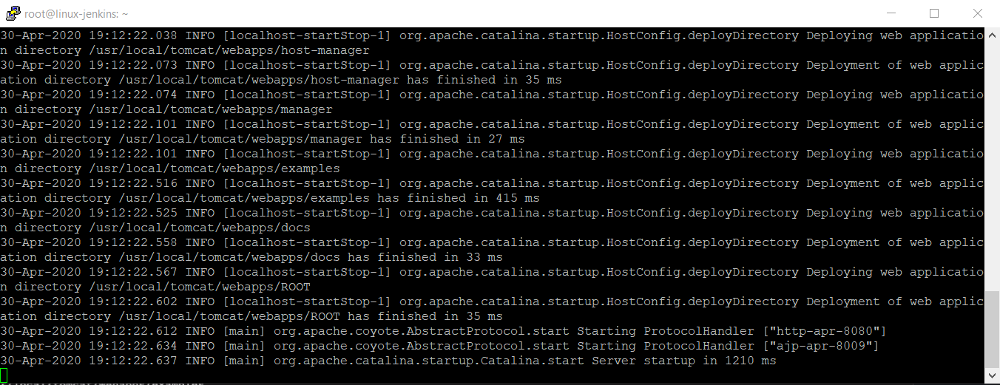 root@linux-jenkins: ~
30-Apr-2020 19:12:22.038 INFO [localhost-startStop-1] org.apache.catalina.startup.HostConfig.deployDirectory Deploying web applicatio
n directory /usr/local/tomcat/webapps/host-manager
30-Apr-2020 19:12:22.073 INFO [localhost-startStop-1] org.apache.catalina.startup.HostConfig.deployDirectory Deployment of web applic
ation directory /usr/local/tomcat/webapps/host-manager has finished in 35 ms
30-Apr-2020 19:12:22.074 INFO [localhost-startStop-1] org.apache.catalina.startup.HostConfig.deployDirectory Deploying web applicatio
n directory /usr/local/tomcat/webapps/manager
30-Apr-2020 19:12:22.101 INFO [localhost-startStop-1] org.apache.catalina.startup.HostConfig.deployDirectory Deployment of web applic
ation directory /usr/local/tomcat/webapps/manager has finished in 27 ms
30-Apr-2020 19:12:22.101 INFO [localhost-startStop-1] org.apache.catalina.startup.HostConfig.deployDirectory Deploying web applicatio
n directory /usr/local/tomcat/webapps/examples
30-Apr-2020 19:12:22.516 INFO [localhost-startStop-1] org.apache.catalina.startup.HostConfig.deployDirectory Deployment of web applic
ation directory /usr/local/tomcat/webapps/examples has finished in 415 ms
30-Apr-2020 19:12:22.525 INFO [localhost-startStop-1] org.apache.catalina.startup.HostConfig.deployDirectory Deploying web applicatio
n directory /usr/local/tomcat/webapps/docs
30-Apr-2020 19:12:22.558 INFO [localhost-startStop-1] org.apache.catalina.startup.HostConfig.deployDirectory Deployment of web applic
ation directory /usr/local/tomcat/webapps/docs has finished in 33 ms
30-Apr-2020 19:12:22.567 INFO [localhost-startStop-1] org.apache.catalina.startup.HostConfig.deployDirectory Deploying web applicatio
n directory /usr/local/tomcat/webapps/ROOT
30-Apr-2020 19:12:22.602 INFO [localhost-startStop-1] org.apache.catalina.startup.HostConfig.deployDirectory Deployment of web applic
ation directory /usr/local/tomcat/webapps/ROOT has finished in 35 ms
30-Apr-2020 19:12:22.612 INFO [main] org.apache.coyote.AbstractProtocol.start Starting ProtocolHandler ["http-apr-8080"]
30-Apr-2020 19:12:22.634 INFO [main] org.apache.coyote.AbstractProtocol.start Starting ProtocolHandler ["ajp-apr-8009"]
30-Apr-2020 19:12:22.637 INFO [main] org.apache.catalina.startup.Catalina.start Server startup in 1210 ms